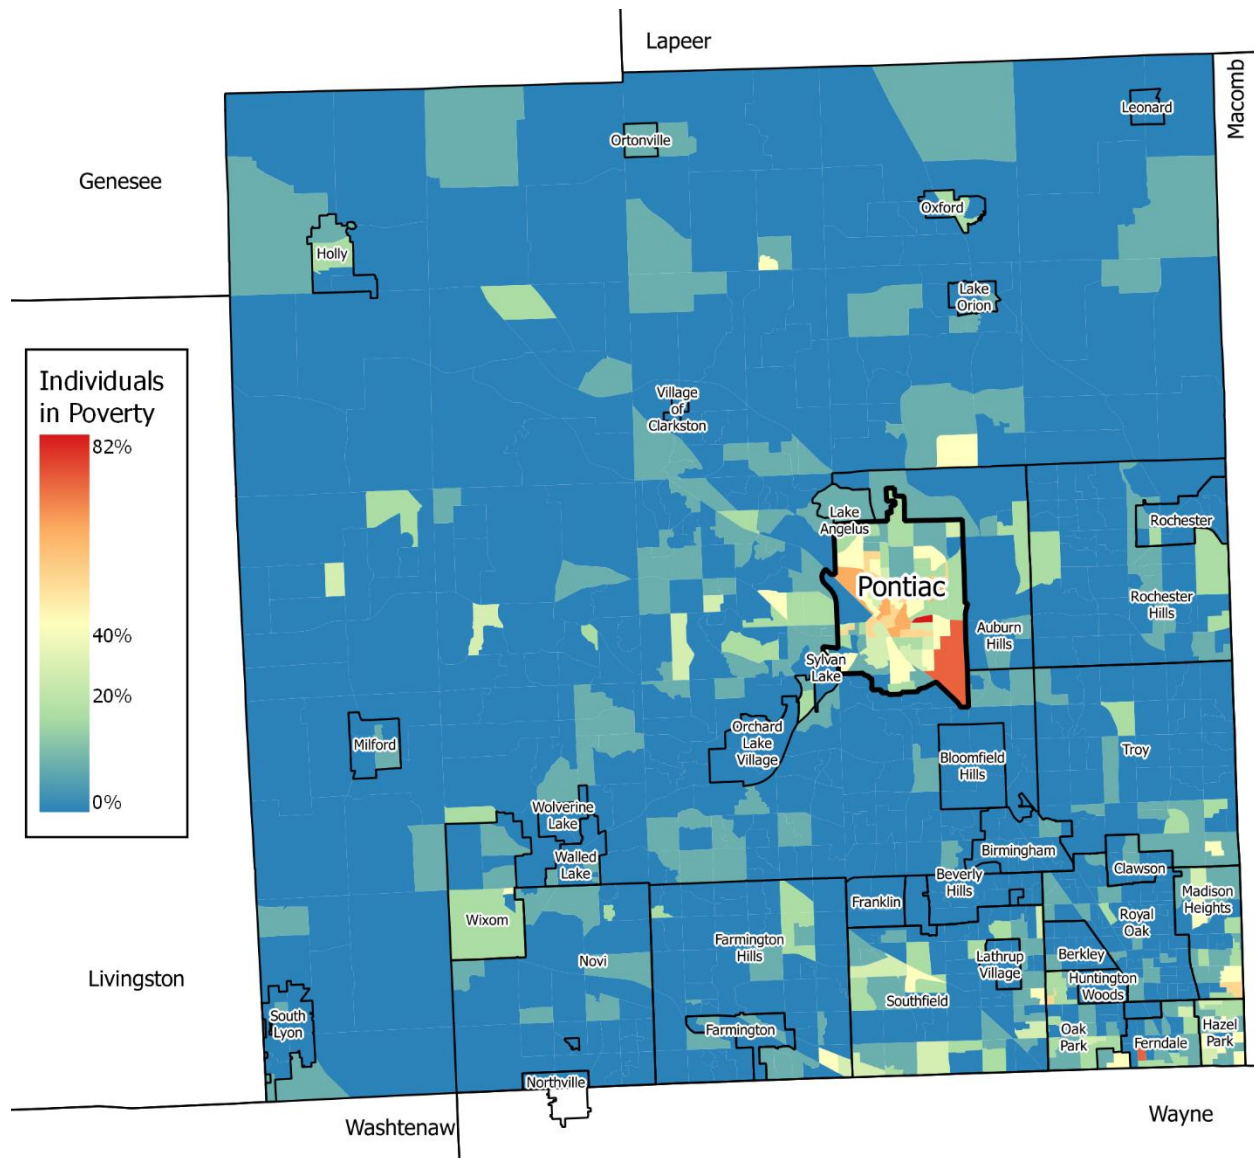 Lapeer
Macomb
Leonard
Ortonville
Genesee
Oxford
Holly
Lake
Orion
Individuals
in Poverty
82%
40%
20%
0%
Village
of
Clarkston
Lake
Angelus
Rochester
Pontiac
Rochester
Hills
Auburn
Hills
Sylvan
Lake
Orchard
Lake
Village
Milford
Troy
Bloomfield
Hills
Wolverine
Lake
Walled
Lake
Birmingham
Beverly
Hills
Clawson
Franklin
Madison
Heights
Wixom
Royal
Oak
Farmington
Hills
Novi
Lathrup
Village
Berkley
Huntington
Woods
Livingston
Southfield
South
Lyon
Farmington
Oak
Park
Ferndale
Hazel
Park
Northville
Washtenaw
Wayne